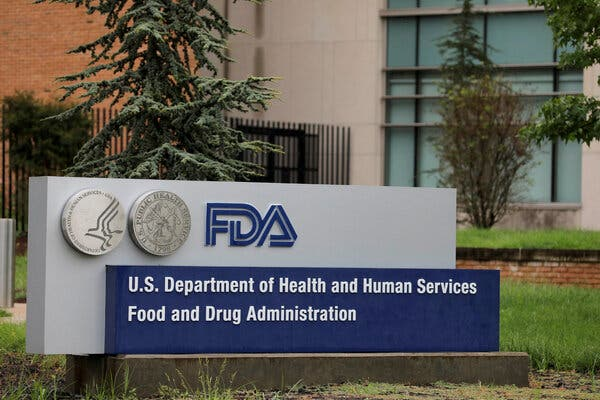 FDA
U.S. Department of Health and Human Services
Food and Drug Administration